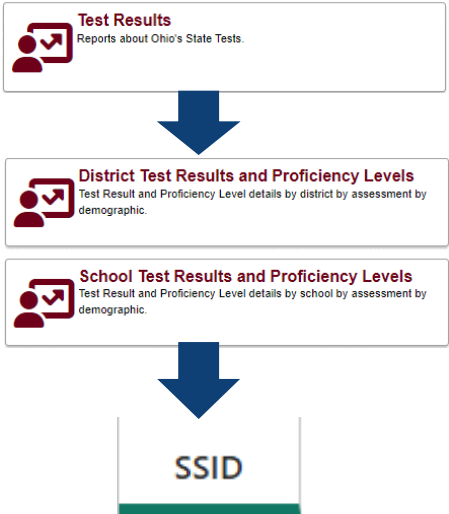 Test Results
Reports about Ohio's State Tests.
District Test Results and Proficiency Levels
Test Result and Proficiency Level details by district by assessment by
demographic.
School Test Results and Proficiency Levels
Test Result and Proficiency Level details by school by assessment by
demographic.
SSID